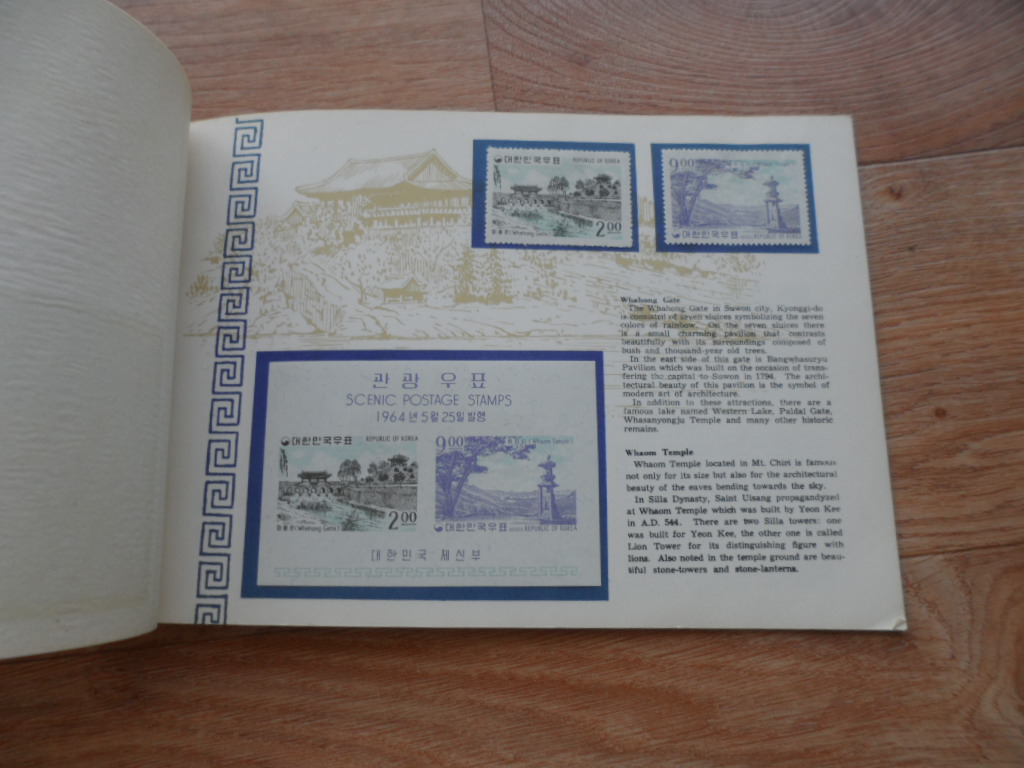 대한민국우표
REPUBLIC OF KOREA
(Whahong Gate)
2.00
9.00
대한민국우표
REPUBLIC OF KOREA
Whahong Gate
The Whahong Gate in Suwon city, Kyonggi-do
is consisted of seven sluices symbolizing the seven
colors of rainbow. On the seven sluices there
is a small charming pavilion that contrasts
beautifully with its surroundings composed of
bush and thousand-year old trees.
In the east side of this gate is Bangwhasuryu
Pavilion which was built on the occasion of trans-
fering the capital to Suwon in 1794. The archi-
tectural beauty of this pavilion is the symbol of
modern art of architecture.
In addition to these attractions, there are a
famous lake named Western Lake, Paldal Gate,
Whasanyongju Temple and many other historic
remains.
Whaom Temple
Whaom Temple located in Mt. Chiri is famous
not only for its size but also for the architectural
beauty of the eaves bending towards the sky.
In Silla Dynasty, Saint Uisang propagandyzed
at Whaom Temple which was built by Yeon Kee
in A.D. 544. There are two Silla towers: one
was built for Yeon Kee, the other one is called
Lion Tower for its distinguishing figure with
lions. Also noted in the temple ground are beau-
siful stone-towers and stone-lanterns.
관광우표
SCENIC POSTAGE STAMPS
1964년 5월 25일 발행
대한민국우표
REPUBLIC OF KOREA
(Whahong Gate)
2.00
9.00
(Whaom Temple)
대한민국우표
REPUBLIC OF KOREA
대한민국 체신부